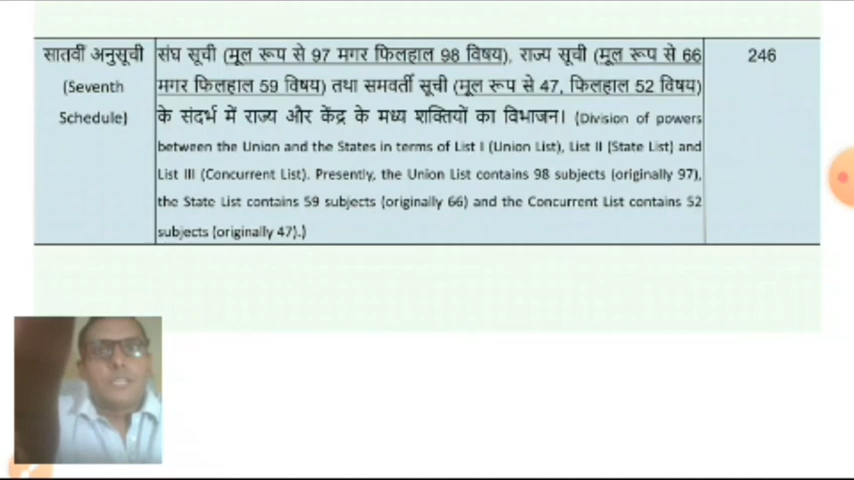 सातवीं अनुसूची
(Seventh
Schedule)
संघ सूची (मूल रूप से 97 मगर फिलहाल 98 विषय), राज्य सूची (मूल रूप से 66
मगर फिलहाल 59 विषय) तथा समवर्ती सूची (मूल रूप से 47, फिलहाल 52 विषय)
के संदर्भ में राज्य और केंद्र के मध्य शक्तियों का विभाजन। (Division of powers
between the Union and the States in terms of List I (Union List), List II (State List) and
List III (Concurrent List). Presently, the Union List contains 98 subjects (originally 97),
the State List contains 59 subjects (originally 66) and the Concurrent List contains 52
subjects (originally 47).)
246